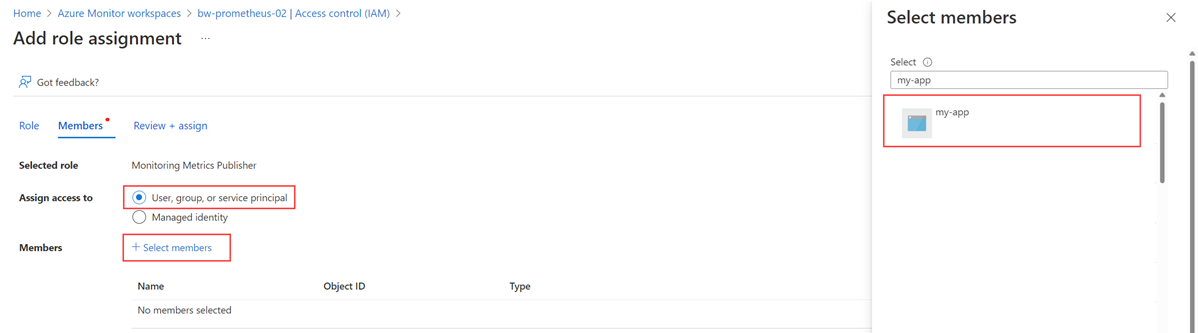 Home > Azure Monitor workspaces > bw-prometheus-02 | Access control (IAM) >
Add role assignment ...
Got feedback?
Role Members Review + assign
Selected role Monitoring Metrics Publisher
Assign access to User, group, or service principal
Managed identity
Members + Select members
Name Object ID Type
No members selected
Select members
Select
my-app
my-app